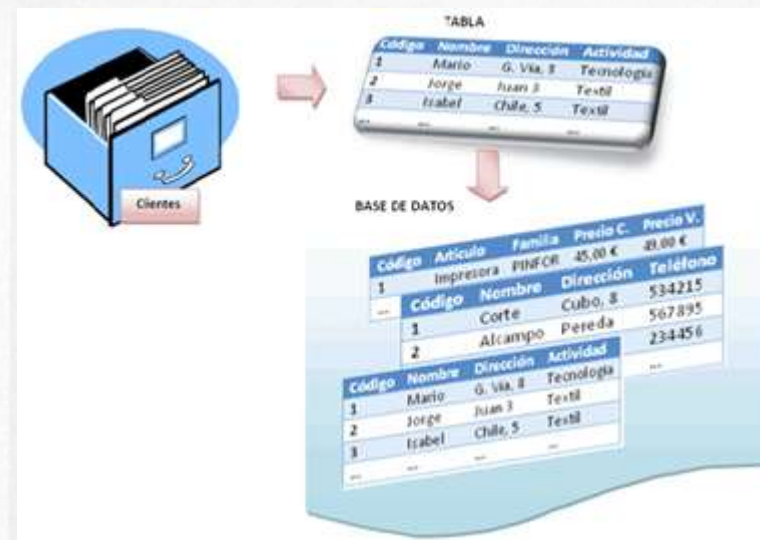 TABLA
Código Nombre Dirección Actividad
1 Mario G. Vía, 8 Tecnología
2 Jorge Juan 3 Textil
3 Isabel Chile, 5 Textil
... ... ... ...
Clientes
BASE DE DATOS
Código Artículo Familia Precio C. Precio V.
1 Impresora PINFOR 45,00 € 49,00 €
...
Código Nombre Dirección Teléfono
1 Corte Cubo, 8 534215
2 Alcampo Pereda 567895
234456
...
Código Nombre Dirección Actividad
1 Mario G. Vía, 8 Tecnología
2 Jorge Juan 3 Textil
3 Isabel Chile, 5 Textil
... ... ... ...